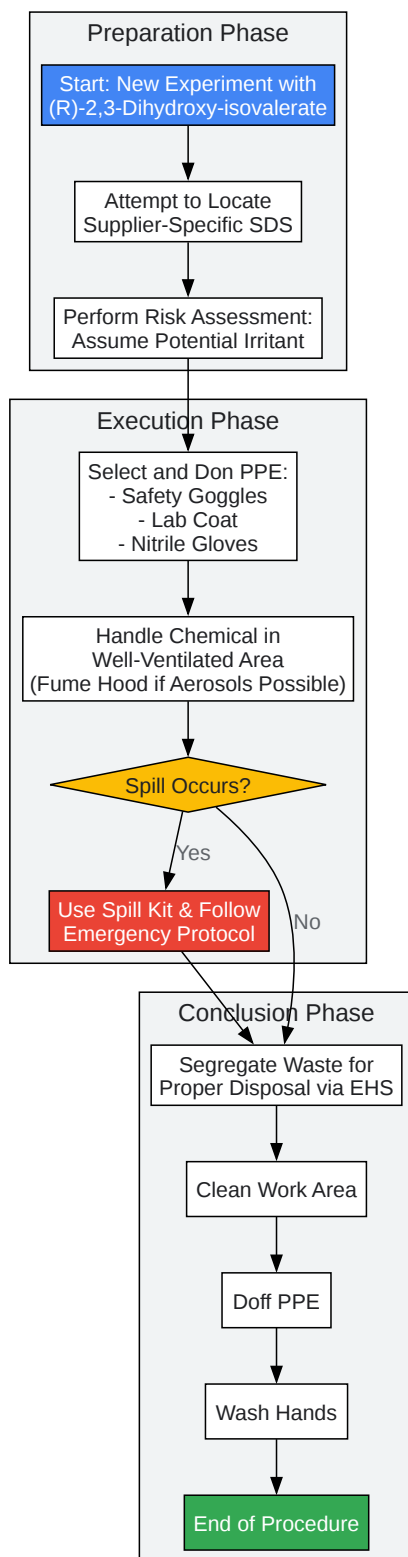 Preparation Phase
Start: New Experiment with
(R)-2,3-Dihydroxy-isovalerate
Attempt to Locate
Supplier-Specific SDS
Perform Risk Assessment:
Assume Potential Irritant
Execution Phase
Select and Don PPE:
- Safety Goggles
- Lab Coat
- Nitrile Gloves
Handle Chemical in
Well-Ventilated Area
(Fume Hood if Aerosols Possible)
Spill Occurs?
Yes
Use Spill Kit & Follow
Emergency Protocol
No
Conclusion Phase
Segregate Waste for
Proper Disposal via EHS
Clean Work Area
Doff PPE
Wash Hands
End of Procedure